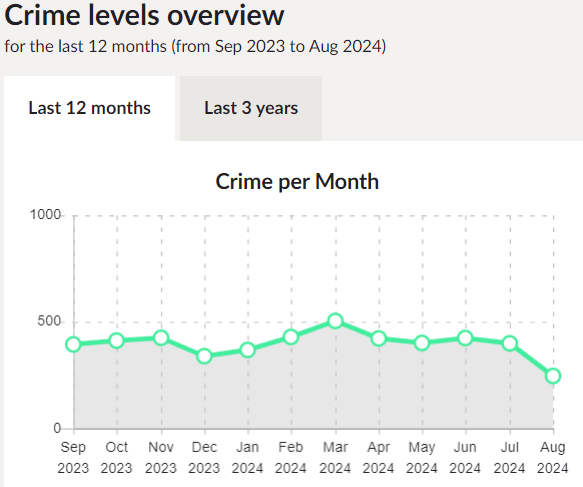 Crime levels overview
for the last 12 months (from Sep 2023 to Aug 2024)
Last 12 months
Last 3 years
Crime per Month
1000
500
0
Sep Oct Nov Dec Jan Feb Mar Apr May Jun Jul Aug
2023 2023 2023 2023 2024 2024 2024 2024 2024 2024 2024 2024